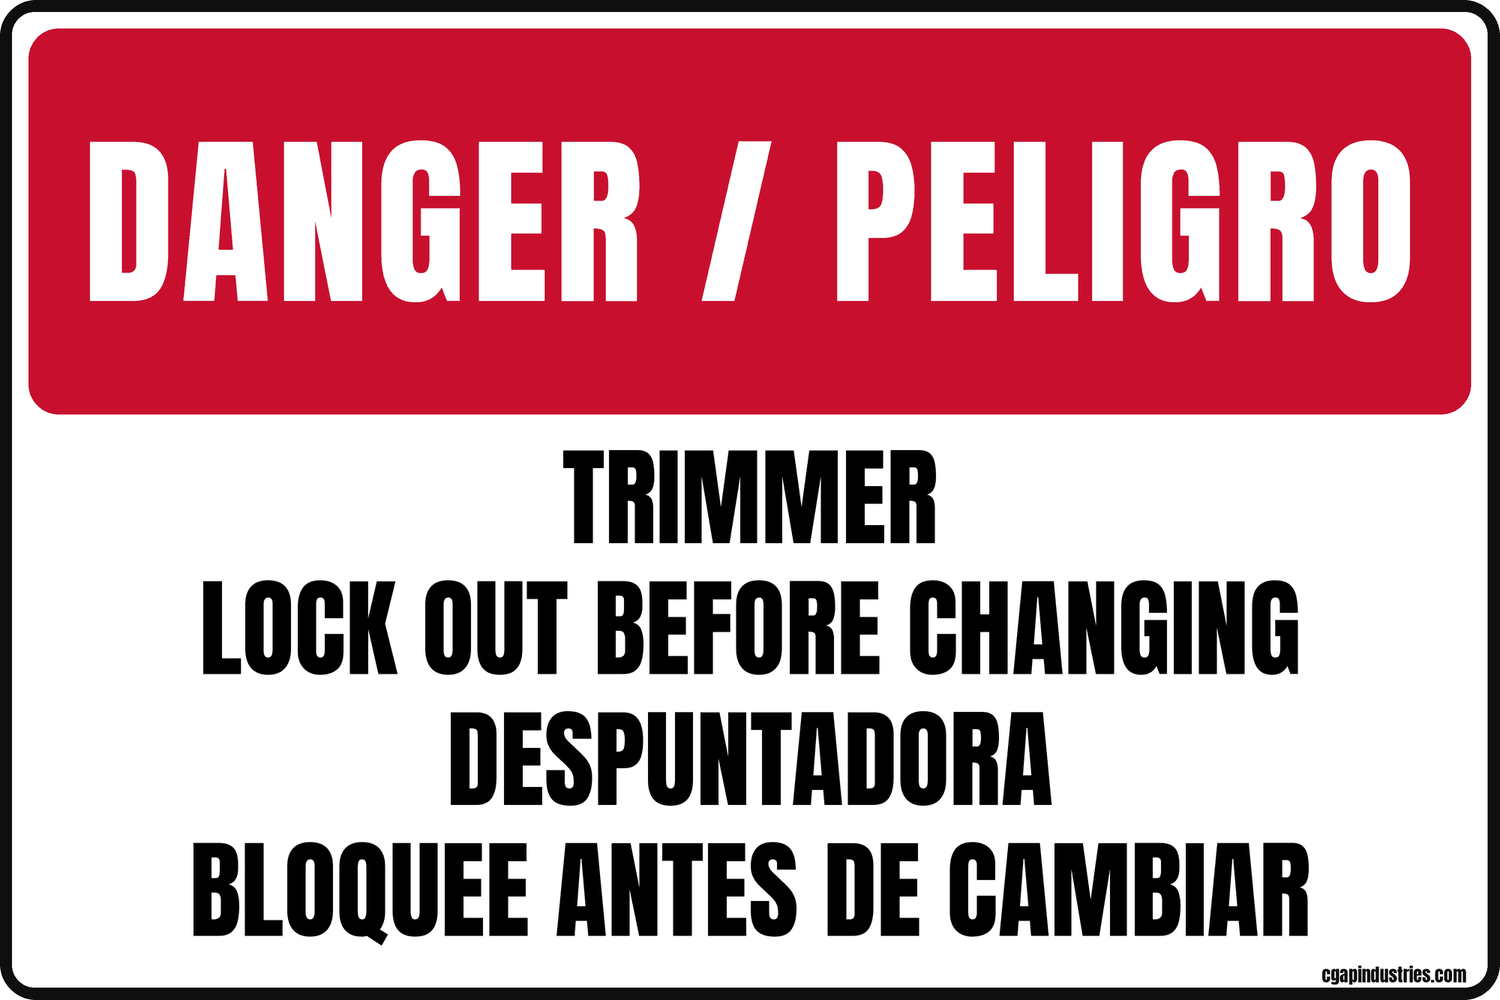 DANGER / PELIGRO
TRIMMER
LOCK OUT BEFORE CHANGING
DESPUNTADORA
BLOQUEE ANTES DE CAMBIAR
cgapindustries.com